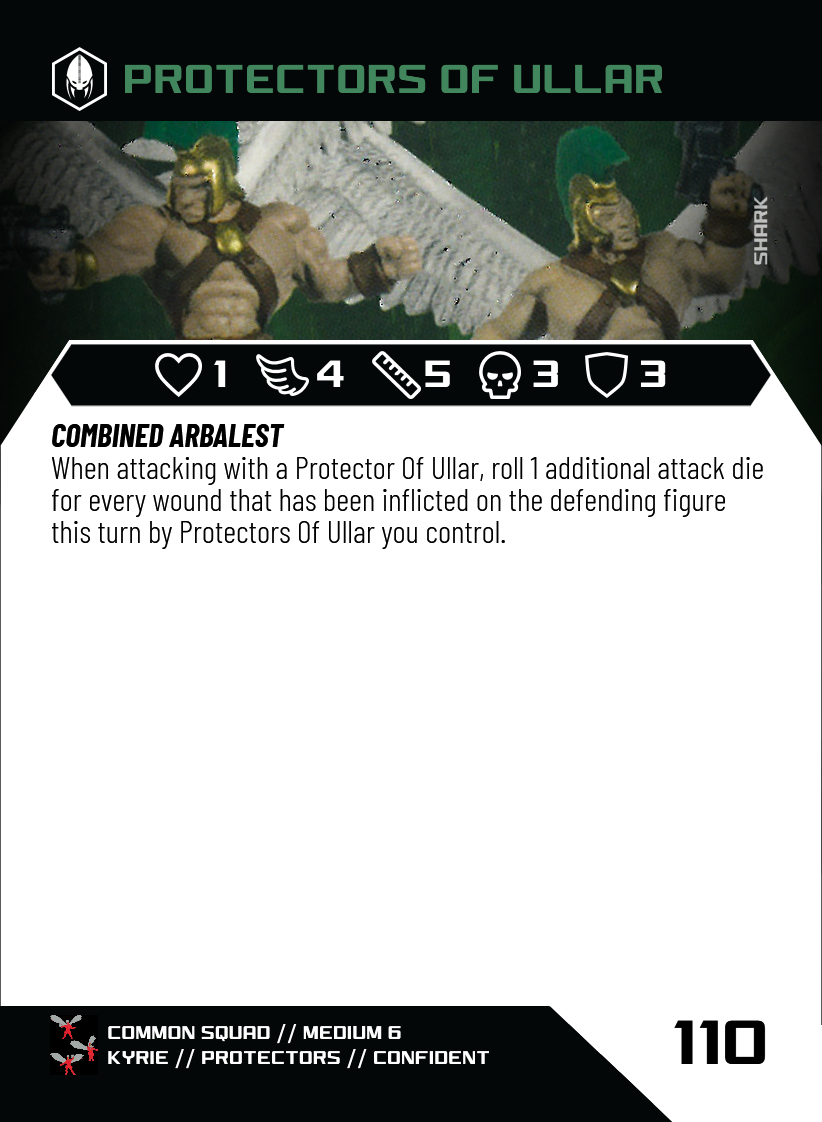 PROTECTORS OF ULLAR
SHARK
1 4 5 3 3
COMBINED ARBALEST
When attacking with a Protector Of Ullar, roll 1 additional attack die
for every wound that has been inflicted on the defending figure
this turn by Protectors Of Ullar you control.
COMMON SQUAD // MEDIUM 6
KYRIE // PROTECTORS // CONFIDENT
110